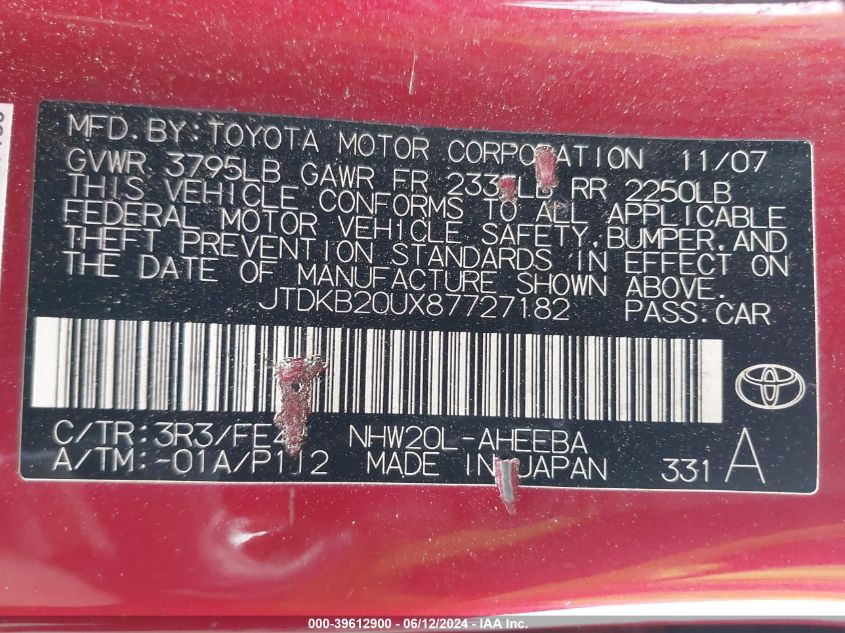 MFD. BY: TOYOTA MOTOR CORPORATION 11/07
GVWR 3795LB GAWR FR RR 2250LB
THIS VEHICLE CONFORMS TO ALL APPLICABLE
FEDERAL MOTOR VEHICLE SAFETY, BUMPER, AND
THEFT PREVENTION STANDARDS IN EFFECT ON
THE DATE OF MANUFACTURE SHOWN ABOVE.
JTDKB20UX87727182 PASS.CAR
C/TR: 3R3/ NHW20L-AHEEBA
A/TM: -01A/P112 MADE IN JAPAN 331 A
000-39612900 - 06/12/2024 - IAA Inc.